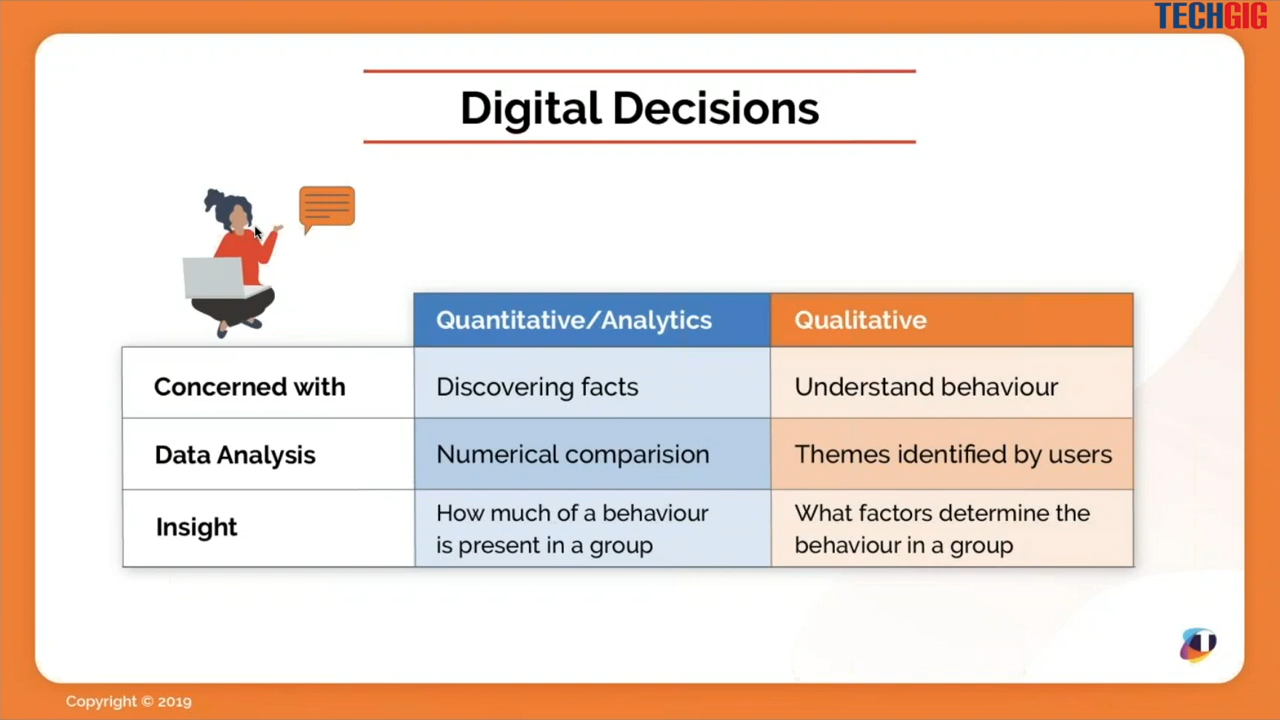 TECHGIG
Digital Decisions
Quantitative/Analytics
Qualitative
Concerned with
Discovering facts
Understand behaviour
Data Analysis
Numerical comparision
Themes identified by users
Insight
How much of a behaviour
is present in a group
What factors determine the
behaviour in a group
Copyright © 2019